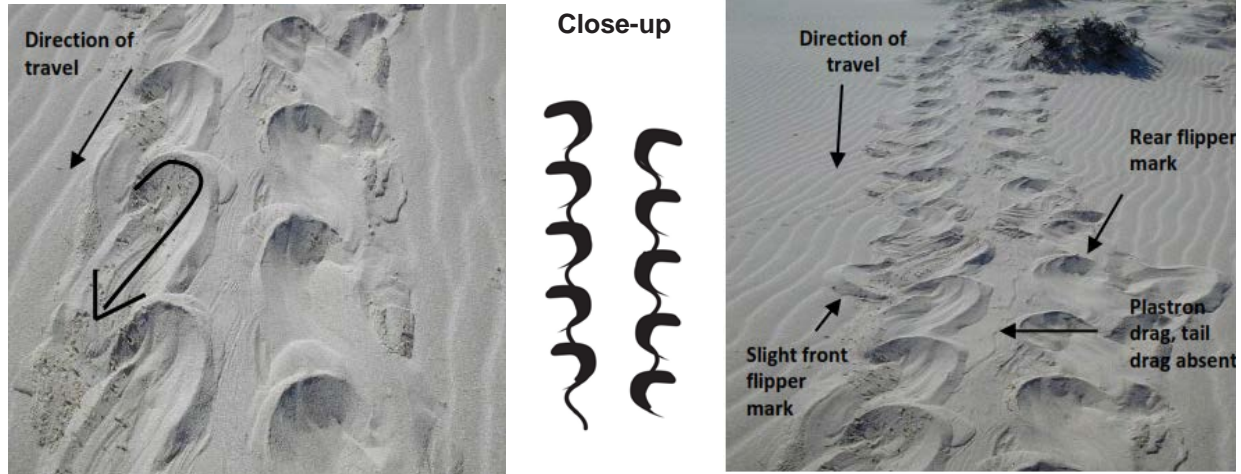 Direction of
travel
Close-up
Direction of
travel
Rear flipper
mark
Plastron
drag, tail
drag absent
Slight front
flipper
mark